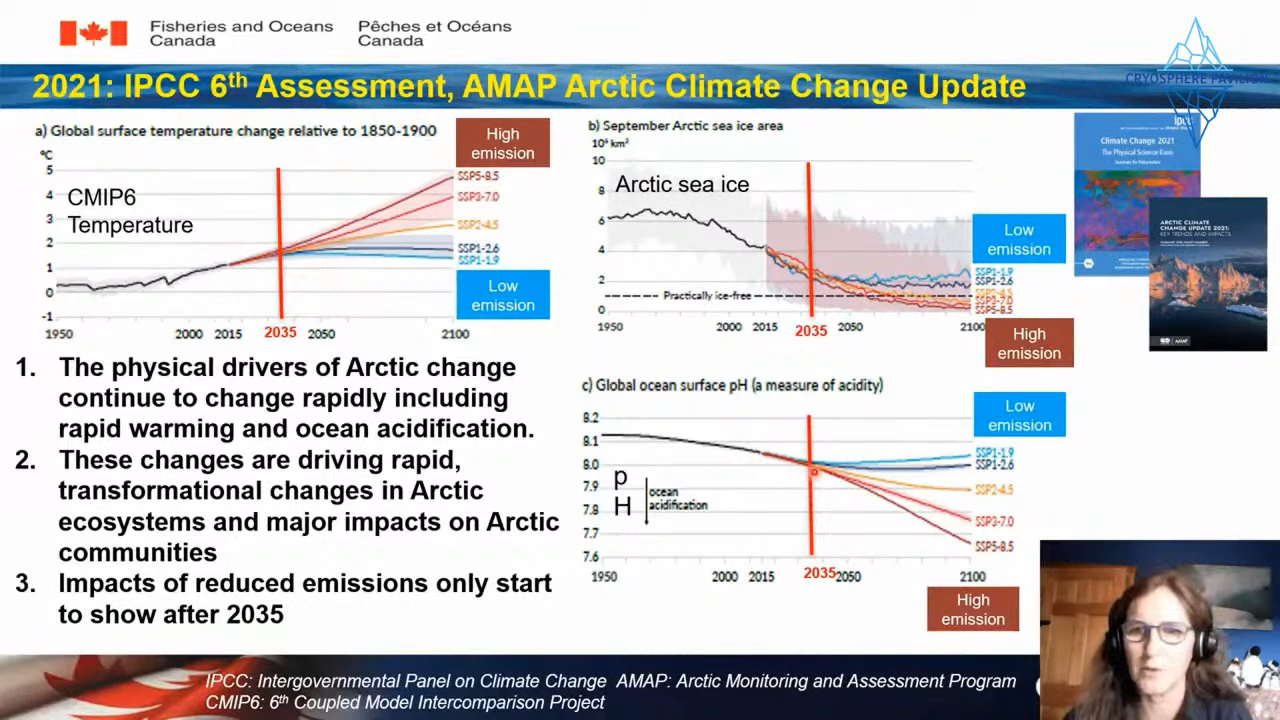 Fisheries and Oceans
Canada
Pêches et Océans
Canada
CRYOSPHERE PAVILION
2021: IPCC 6th Assessment, AMAP Arctic Climate Change Update
a) Global surface temperature change relative to 1850-1900
High
emission
°C
5
4
3
2
1
0
-1
CMIP6
Temperature
SSP5-8.5
SSP3-7.0
SSP2-4.5
SSP1-2.6
SSP1-1.9
Low
emission
1950
2000
2015
2035
2050
2100
b) September Arctic sea ice area
10⁶ km²
10
8
6
4
2
0
Arctic sea ice
Practically ice-free
Low
emission
SSP1-1.9
SSP1-2.6
SSP2-4.5
SSP3-7.0
SSP5-8.5
1950
2000
2015
2035
2050
2100
High
emission
ipcc
Climate Change 2021
The Physical Science Basis
ARCTIC CLIMATE
CHANGE UPDATE 2021:
KEY TRENDS AND IMPACTS
AMAP
1. The physical drivers of Arctic change
continue to change rapidly including
rapid warming and ocean acidification.
2. These changes are driving rapid,
transformational changes in Arctic
ecosystems and major impacts on Arctic
communities
3. Impacts of reduced emissions only start
to show after 2035
c) Global ocean surface pH (a measure of acidity)
8.2
8.1
8.0
7.9
7.8
7.7
7.6
p
H
ocean
acidification
Low
emission
SSP1-1.9
SSP1-2.6
SSP2-4.5
SSP3-7.0
SSP5-8.5
1950
2000
2015
2035
2050
2100
High
emission
IPCC: Intergovernmental Panel on Climate Change AMAP: Arctic Monitoring and Assessment Program
CMIP6: 6th Coupled Model Intercomparison Project